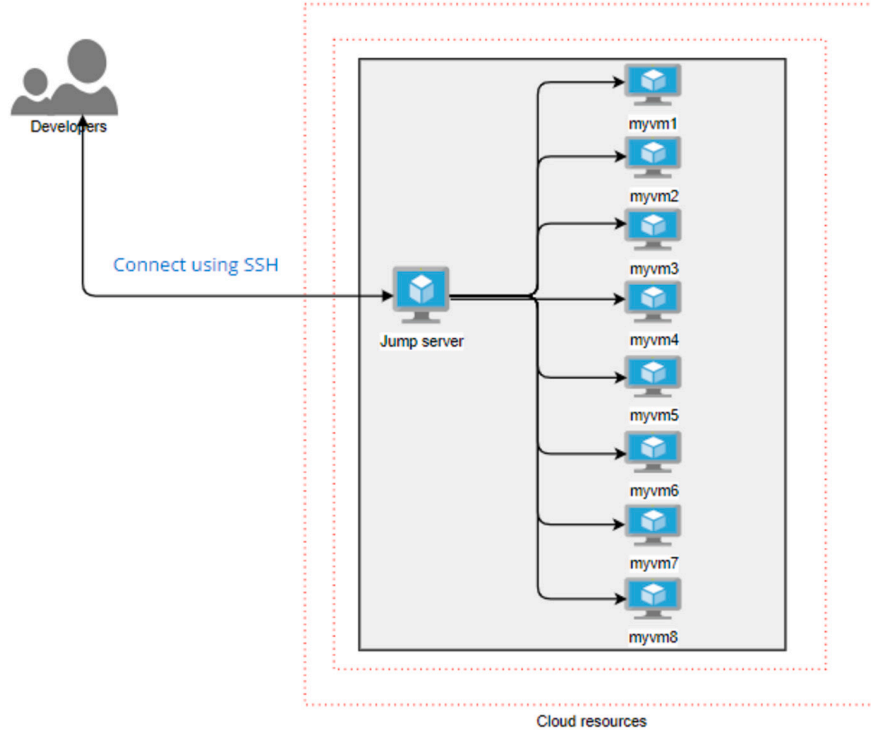 Developers
Connect using SSH
Jump server
myvm1
myvm2
myvm3
myvm4
myvm5
myvm6
myvm7
myvm8
Cloud resources